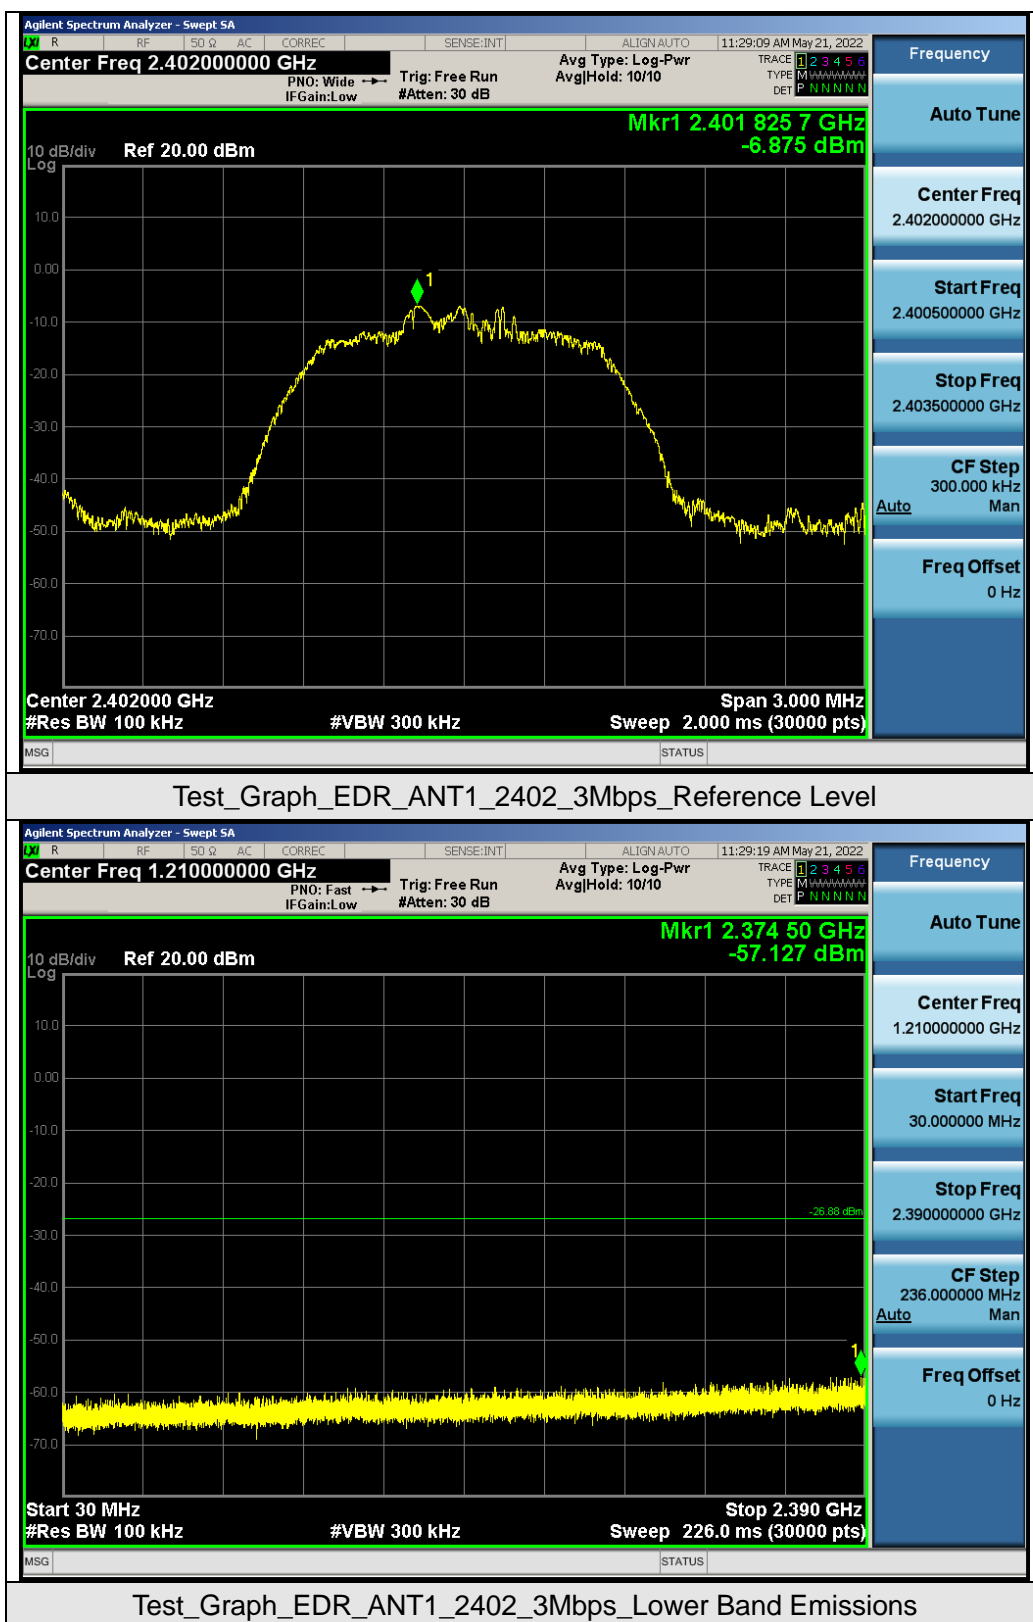 Agilent Spectrum Analyzer - Swept SA
LXI R RF 50 Ω AC CORREC SENSE:INT ALIGN AUTO 11:29:09 AM May 21, 2022
Center Freq 2.402000000 GHz Avg Type: Log-Pwr TRACE 1 2 3 4 5 6
PNO: Wide Trig: Free Run Avg|Hold: 10/10 TYPE M
IFGain:Low #Atten: 30 dB DET P N N N N N
Frequency
Auto Tune
Mkr1 2.401 825 7 GHz
-6.875 dBm
10 dB/div Ref 20.00 dBm
Log
10.0
0.00
-10.0
-20.0
-30.0
-40.0
-50.0
-60.0
-70.0
1
Center Freq
2.402000000 GHz
Start Freq
2.400500000 GHz
Stop Freq
2.403500000 GHz
CF Step
300.000 kHz
Auto Man
Freq Offset
0 Hz
Center 2.402000 GHz Span 3.000 MHz
#Res BW 100 kHz #VBW 300 kHz Sweep 2.000 ms (30000 pts)
MSG STATUS
Test_Graph_EDR_ANT1_2402_3Mbps_Reference Level
Agilent Spectrum Analyzer - Swept SA
LXI R RF 50 Ω AC CORREC SENSE:INT ALIGN AUTO 11:29:19 AM May 21, 2022
Center Freq 1.210000000 GHz Avg Type: Log-Pwr TRACE 1 2 3 4 5 6
PNO: Fast Trig: Free Run Avg|Hold: 10/10 TYPE M
IFGain:Low #Atten: 30 dB DET P N N N N N
Frequency
Auto Tune
Mkr1 2.374 50 GHz
-57.127 dBm
10 dB/div Ref 20.00 dBm
Log
10.0
0.00
-10.0
-20.0
-30.0
-40.0
-50.0
-60.0
-70.0
-26.88 dBm
1
Center Freq
1.210000000 GHz
Start Freq
30.000000 MHz
Stop Freq
2.390000000 GHz
CF Step
236.000000 MHz
Auto Man
Freq Offset
0 Hz
Start 30 MHz Stop 2.390 GHz
#Res BW 100 kHz #VBW 300 kHz Sweep 226.0 ms (30000 pts)
MSG STATUS
Test_Graph_EDR_ANT1_2402_3Mbps_Lower Band Emissions